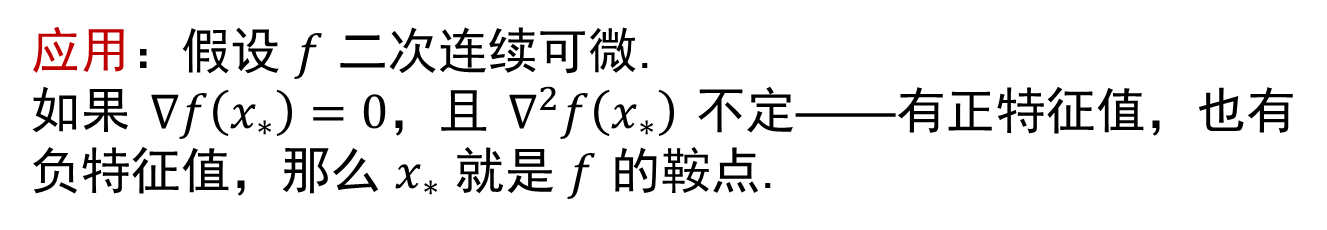 应用：假设 𝑓 二次连续可微.
如果 ∇𝑓(𝑥∗) = 0，且 ∇²𝑓(𝑥∗) 不定——有正特征值，也有
负特征值，那么 𝑥∗ 就是 𝑓 的鞍点.